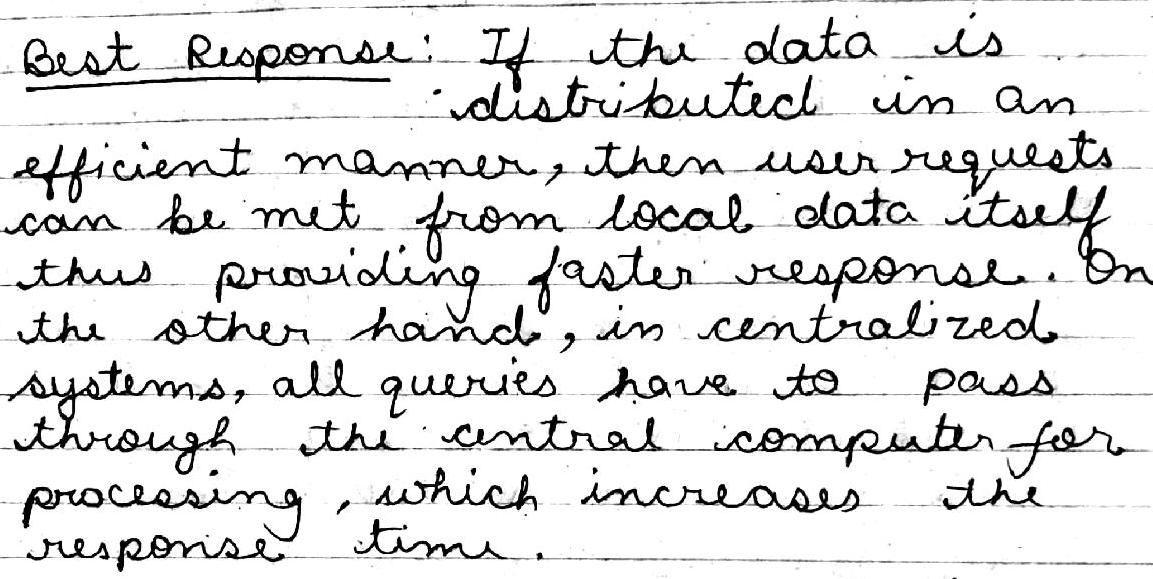 Best Response: If the data is
distributed in an
efficient manner, then user requests
can be met from local data itself
thus providing faster response. On
the other hand, in centralized
systems, all queries have to pass
through the central computer for
processing, which increases the
response time.